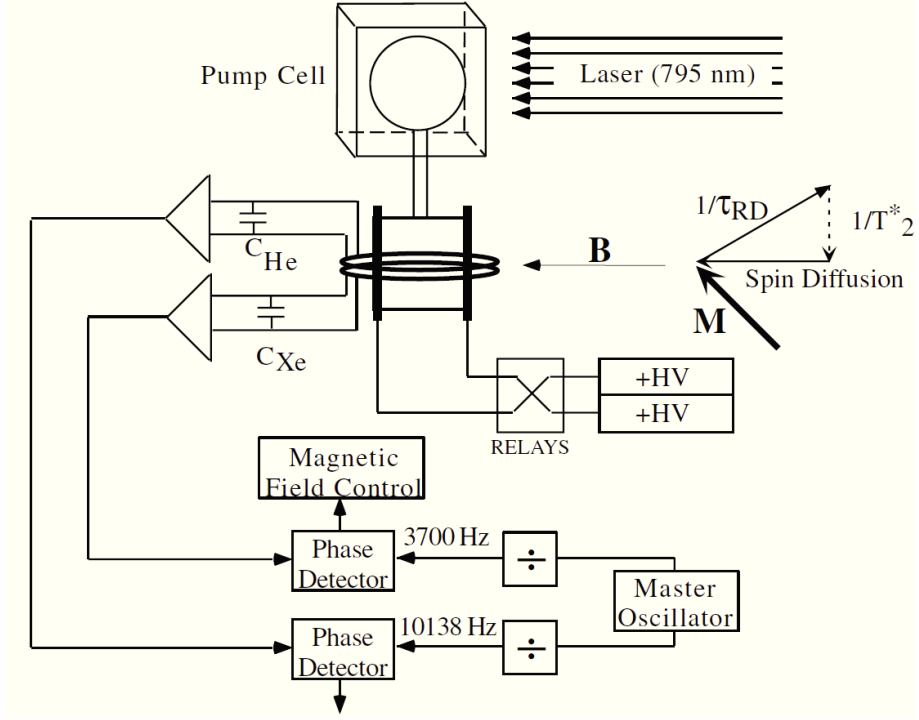 Pump Cell
Laser (795 nm)
1/τRD
1/T*2
C He
B
Spin Diffusion
M
C Xe
+HV
+HV
RELAYS
Magnetic
Field Control
3700 Hz
Phase
Detector
÷
Master
Oscillator
10138 Hz
Phase
Detector
÷